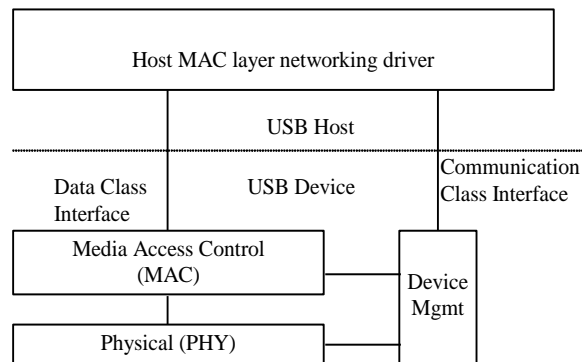 Host MAC layer networking driver
USB Host
Communication
Class Interface
Data Class
Interface
USB Device
Media Access Control
(MAC)
Device
Mgmt
Physical (PHY)